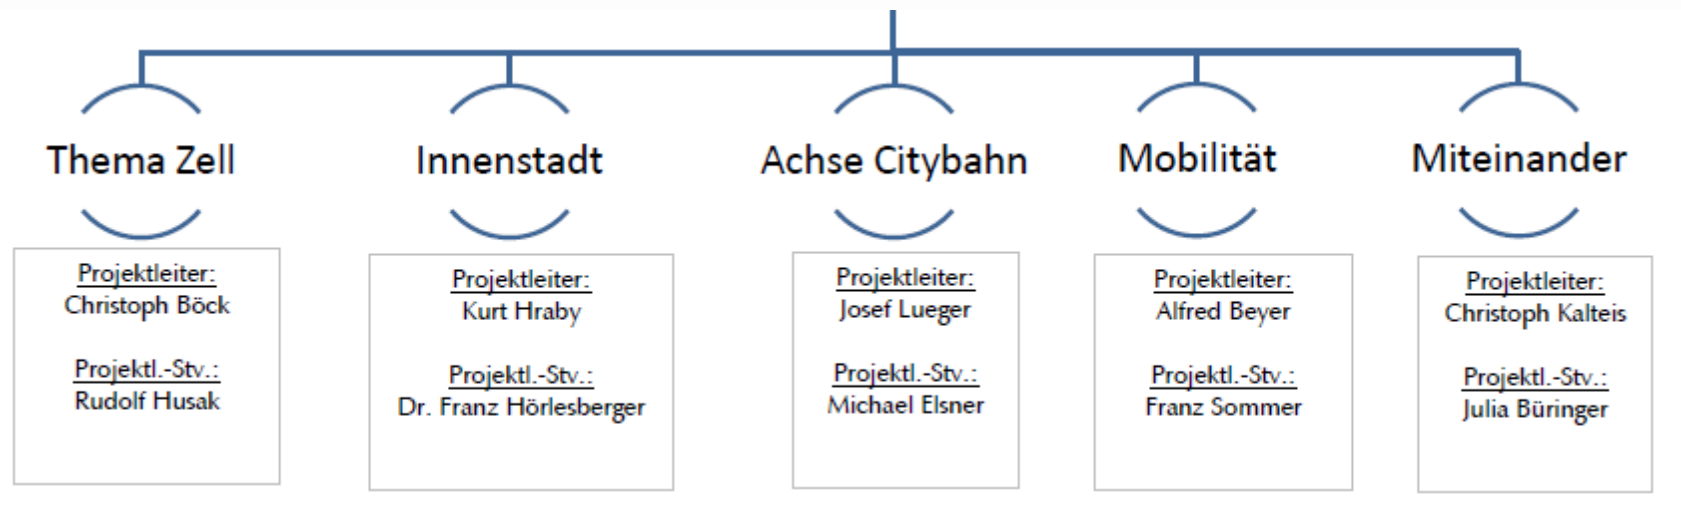 Thema Zell
Projektleiter:
Christoph Böck
Projektl.-Stv.:
Rudolf Husak
Innenstadt
Projektleiter:
Kurt Hraby
Projektl.-Stv.:
Dr. Franz Hörlesberger
Achse Citybahn
Projektleiter:
Josef Lueger
Projektl.-Stv.:
Michael Elsner
Mobilität
Projektleiter:
Alfred Beyer
Projektl.-Stv.:
Franz Sommer
Miteinander
Projektleiter:
Christoph Kalteis
Projektl.-Stv.:
Julia Büringer